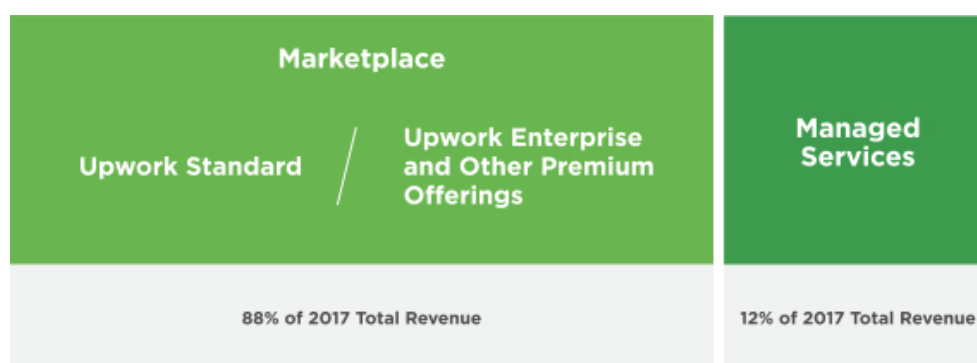 Marketplace
Upwork Standard
Upwork Enterprise
and Other Premium
Offerings
Managed
Services
88% of 2017 Total Revenue
12% of 2017 Total Revenue